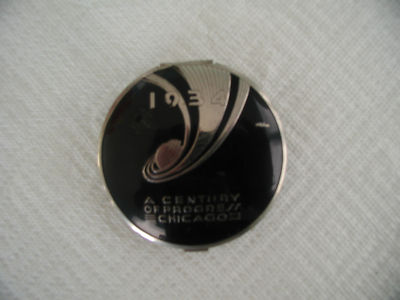 1934
A CENTURY
OF PROGRESS
CHICAGO